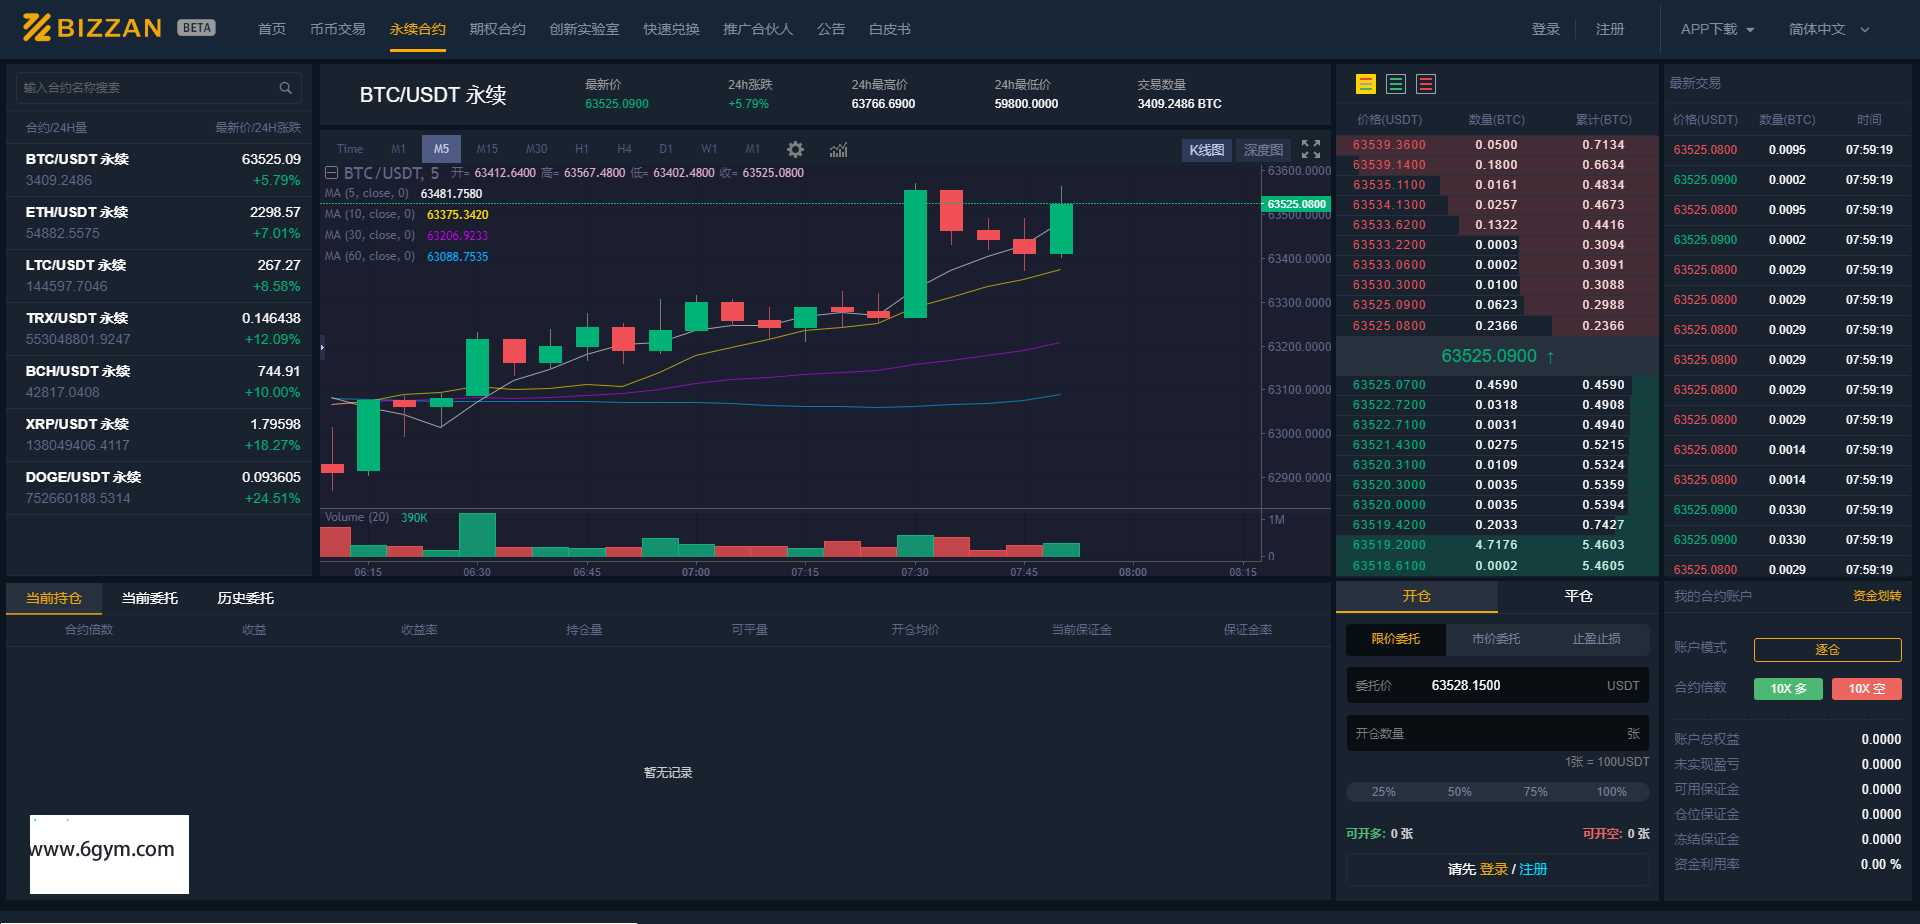 BIZZAN BETA 首页 币币交易 永续合约 期权合约 创新实验室 快速兑换 推广合伙人 公告 白皮书 登录 注册 APP下载 简体中文
输入合约名称搜索
合约/24H量 最新价/24H涨跌
BTC/USDT 永续 63525.09
3409.2486 +5.79%
ETH/USDT 永续 2298.57
54882.5575 +7.01%
LTC/USDT 永续 267.27
144597.7046 +8.58%
TRX/USDT 永续 0.146438
553048801.9247 +12.09%
BCH/USDT 永续 744.91
42817.0408 +10.00%
XRP/USDT 永续 1.79598
138049406.4117 +18.27%
DOGE/USDT 永续 0.093605
752660188.5314 +24.51%
BTC/USDT 永续
最新价 24h涨跌 24h最高价 24h最低价 交易数量
63525.0900 +5.79% 63766.6900 59800.0000 3409.2486 BTC
Time M1 M5 M15 M30 H1 H4 D1 W1 M1 K线图 深度图
BTC/USDT, 5 开= 63412.6400 高= 63567.4800 低= 63402.4800 收= 63525.0800
MA (5, close, 0) 63481.7580
MA (10, close, 0) 63375.3420
MA (30, close, 0) 63206.9233
MA (60, close, 0) 63088.7535
63600.0000
63525.0800
63500.0000
63400.0000
63300.0000
63200.0000
63100.0000
63000.0000
62900.0000
Volume (20) 390K
1M
0
06:15 06:30 06:45 07:00 07:15 07:30 07:45 08:00 08:15
价格(USDT) 数量(BTC) 累计(BTC)
63539.3600 0.0500 0.7134
63539.1400 0.1800 0.6634
63535.1100 0.0161 0.4834
63534.1300 0.0257 0.4673
63533.6200 0.1322 0.4416
63533.2200 0.0003 0.3094
63533.0600 0.0002 0.3091
63530.3000 0.0100 0.3088
63525.0900 0.0623 0.2988
63525.0800 0.2366 0.2366
63525.0900 ↑
63525.0700 0.4590 0.4590
63522.7200 0.0318 0.4908
63522.7100 0.0031 0.4940
63521.4300 0.0275 0.5215
63520.3100 0.0109 0.5324
63520.3000 0.0035 0.5359
63520.0000 0.0035 0.5394
63519.4200 0.2033 0.7427
63519.2000 4.7176 5.4603
63518.6100 0.0002 5.4605
最新交易
价格(USDT) 数量(BTC) 时间
63525.0800 0.0095 07:59:19
63525.0900 0.0002 07:59:19
63525.0800 0.0095 07:59:19
63525.0900 0.0002 07:59:19
63525.0800 0.0029 07:59:19
63525.0800 0.0029 07:59:19
63525.0800 0.0029 07:59:19
63525.0800 0.0029 07:59:19
63525.0800 0.0029 07:59:19
63525.0800 0.0029 07:59:19
63525.0800 0.0014 07:59:19
63525.0800 0.0014 07:59:19
63525.0900 0.0330 07:59:19
63525.0900 0.0330 07:59:19
63525.0800 0.0029 07:59:19
当前持仓 当前委托 历史委托
合约倍数 收益 收益率 持仓量 可平量 开仓均价 当前保证金 保证金率
暂无记录
www.6gym.com
开仓 平仓
限价委托 市价委托 止盈止损
委托价 63528.1500 USDT
开仓数量 张
1张 = 100USDT
25% 50% 75% 100%
可开多: 0 张 可开空: 0 张
请先 登录 / 注册
我的合约账户 资金划转
账户模式 逐仓
合约倍数 10X 多 10X 空
账户总权益 0.0000
未实现盈亏 0.0000
可用保证金 0.0000
仓位保证金 0.0000
冻结保证金 0.0000
资金利用率 0.00 %